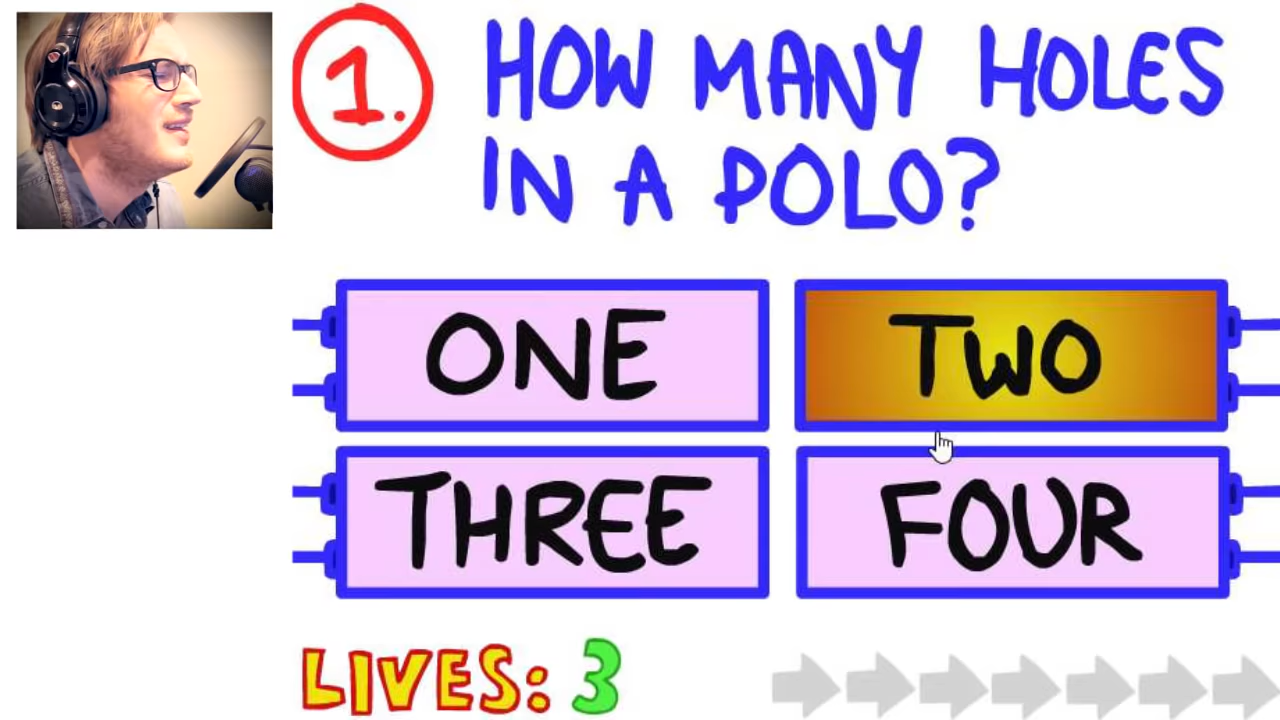 1.
HOW MANY HOLES
IN A POLO?
ONE
TWO
THREE
FOUR
LIVES: 3